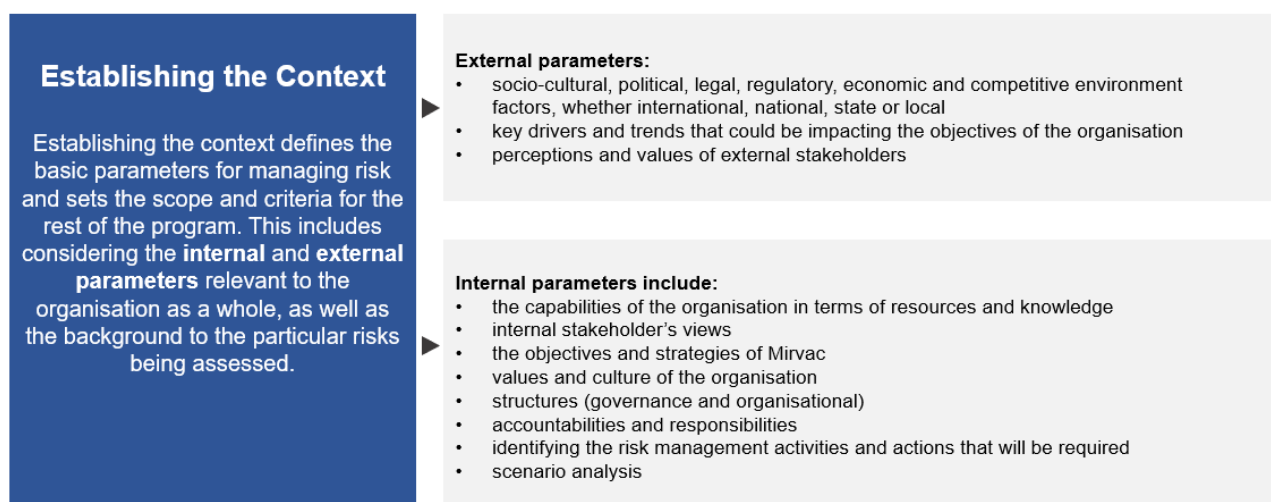 Establishing the Context
Establishing the context defines the
basic parameters for managing risk
and sets the scope and criteria for the
rest of the program. This includes
considering the internal and external
parameters relevant to the
organisation as a whole, as well as
the background to the particular risks
being assessed.
External parameters:
• socio-cultural, political, legal, regulatory, economic and competitive environment
factors, whether international, national, state or local
• key drivers and trends that could be impacting the objectives of the organisation
• perceptions and values of external stakeholders
Internal parameters include:
• the capabilities of the organisation in terms of resources and knowledge
• internal stakeholder's views
• the objectives and strategies of Mirvac
• values and culture of the organisation
• structures (governance and organisational)
• accountabilities and responsibilities
• identifying the risk management activities and actions that will be required
• scenario analysis